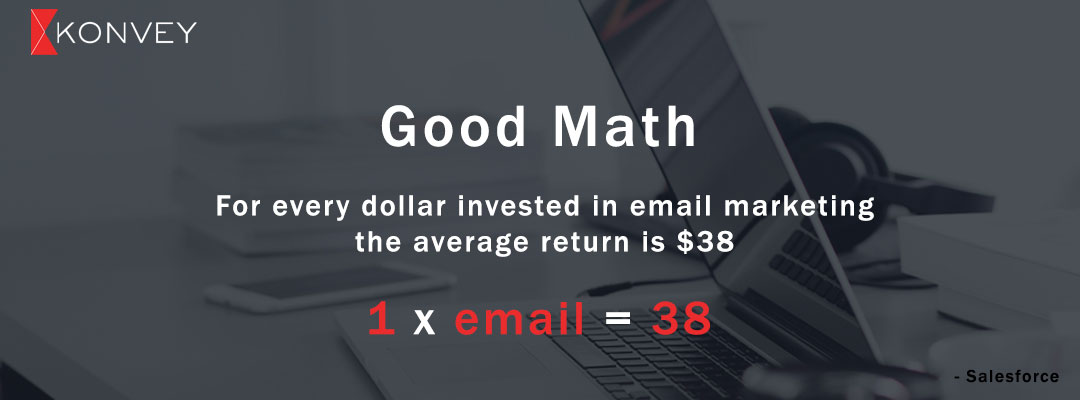 KONVEY
Good Math
For every dollar invested in email marketing
the average return is $38
1 x email = 38
- Salesforce